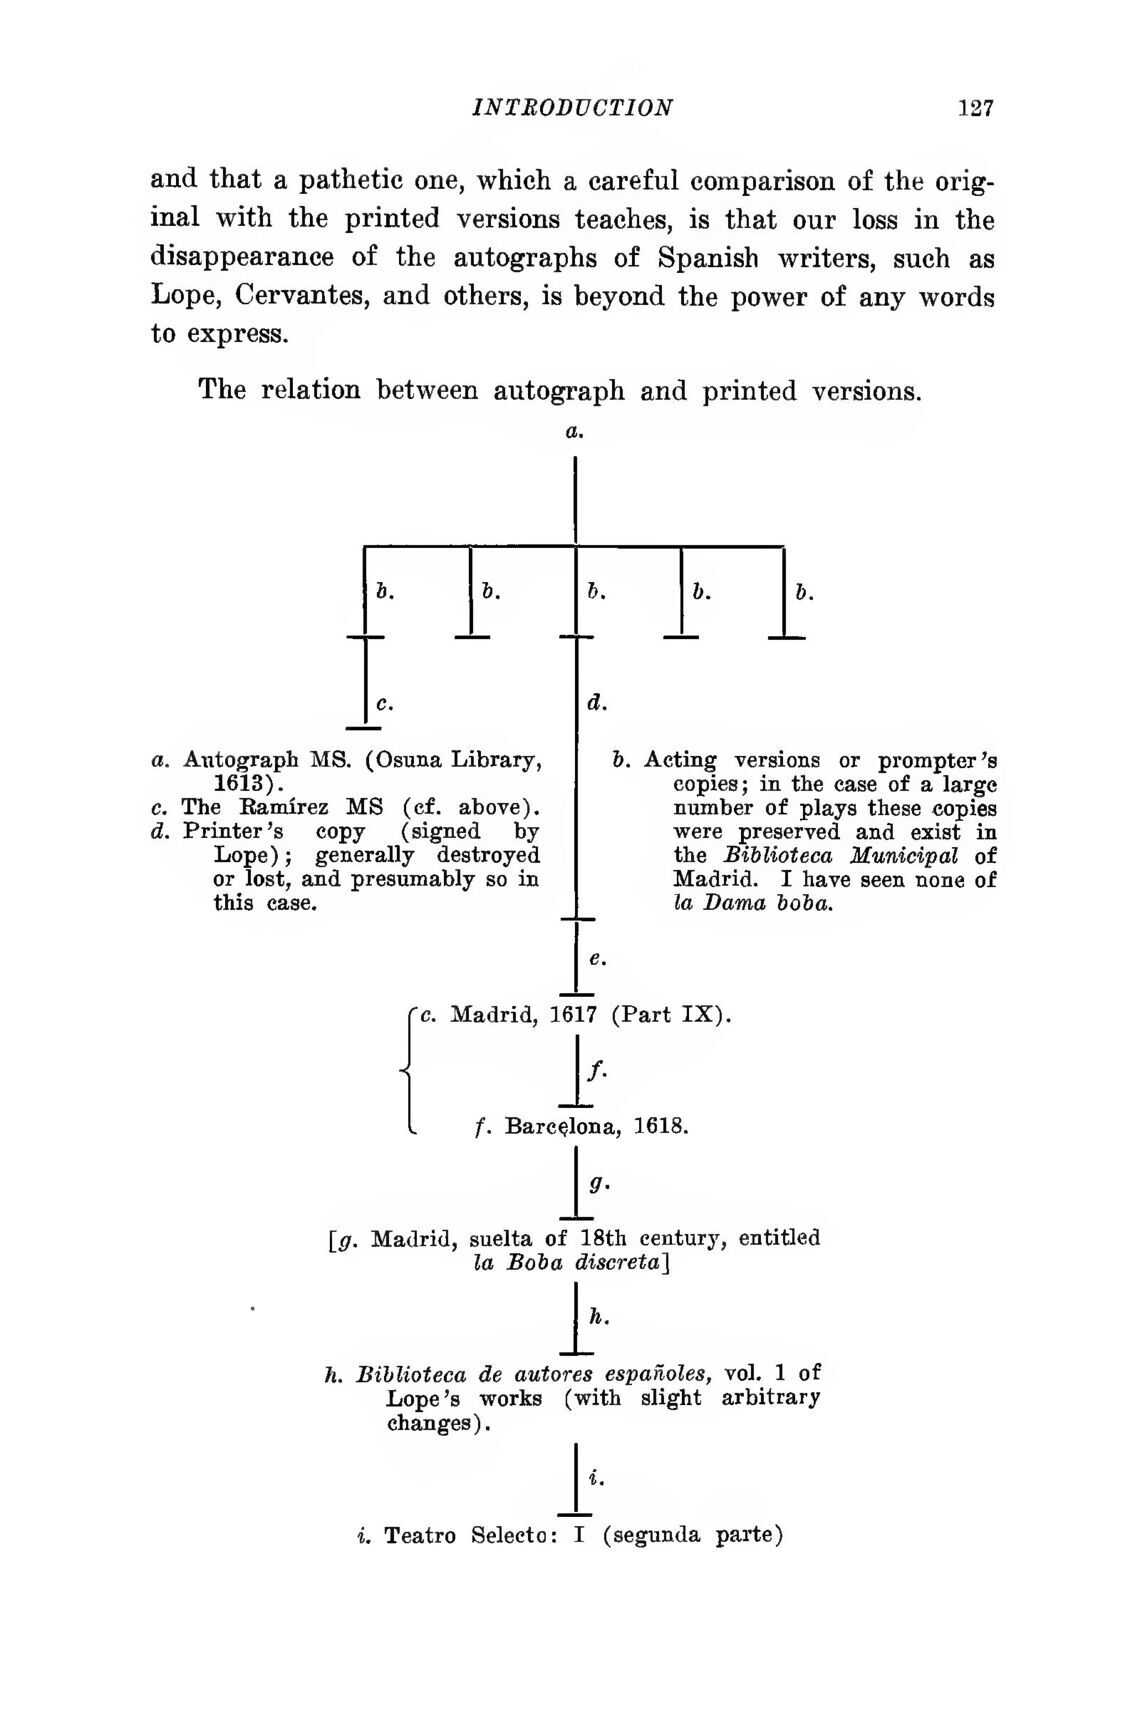 INTRODUCTION 127
and that a pathetic one, which a careful comparison of the orig-
inal with the printed versions teaches, is that our loss in the
disappearance of the autographs of Spanish writers, such as
Lope, Cervantes, and others, is beyond the power of any words
to express.
The relation between autograph and printed versions.
a.
b. b. b. b. b.
c. d.
a. Autograph MS. (Osuna Library,
1613).
c. The Ramírez MS (cf. above).
d. Printer's copy (signed by
Lope); generally destroyed
or lost, and presumably so in
this case.
b. Acting versions or prompter's
copies; in the case of a large
number of plays these copies
were preserved and exist in
the Biblioteca Municipal of
Madrid. I have seen none of
la Dama boba.
e.
c. Madrid, 1617 (Part IX).
f.
f. Barcelona, 1618.
g.
[g. Madrid, suelta of 18th century, entitled
la Boba discreta]
h.
h. Biblioteca de autores españoles, vol. 1 of
Lope's works (with slight arbitrary
changes).
i.
i. Teatro Selecto: I (segunda parte)